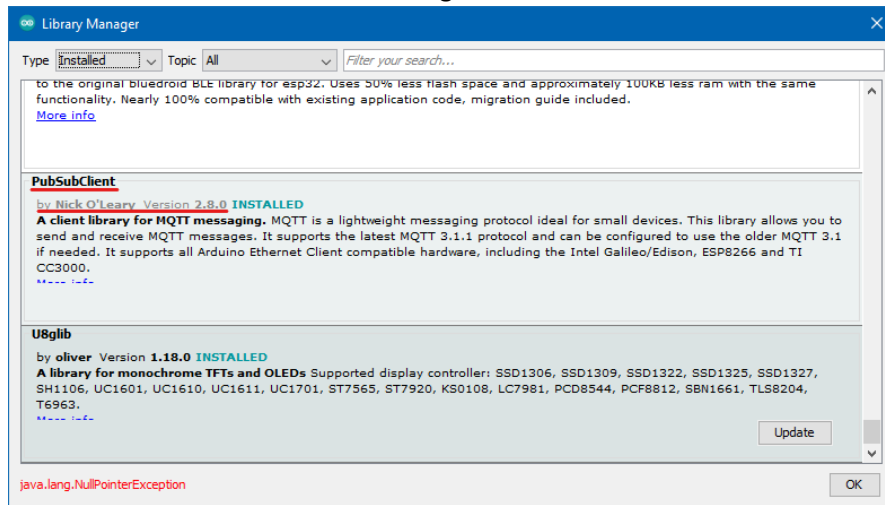 Library Manager
Type Installed Topic All Filter your search...
to the original bluedroid BLE library for esp32. Uses 50% less flash space and approximately 100KB less ram with the same
functionality. Nearly 100% compatible with existing application code, migration guide included.
More info
PubSubClient
by Nick O'Leary Version 2.8.0 INSTALLED
A client library for MQTT messaging. MQTT is a lightweight messaging protocol ideal for small devices. This library allows you to
send and receive MQTT messages. It supports the latest MQTT 3.1.1 protocol and can be configured to use the older MQTT 3.1
if needed. It supports all Arduino Ethernet Client compatible hardware, including the Intel Galileo/Edison, ESP8266 and TI
CC3000.
More info
U8glib
by oliver Version 1.18.0 INSTALLED
A library for monochrome TFTs and OLEDs Supported display controller: SSD1306, SSD1309, SSD1322, SSD1325, SSD1327,
SH1106, UC1601, UC1610, UC1611, UC1701, ST7565, ST7920, KS0108, LC7981, PCD8544, PCF8812, SBN1661, TLS8204,
T6963.
More info
Update
java.lang.NullPointerException OK